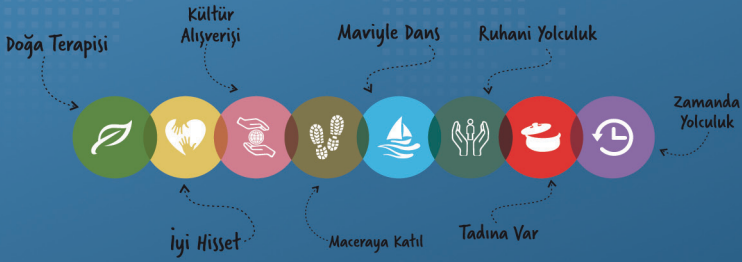 Doğa Terapisi
Kültür
Alışverişi
Maviyle Dans
Ruhani Yolculuk
Zamanda
Yolculuk
İyi Hisset
Maceraya Katıl
Tadına Var